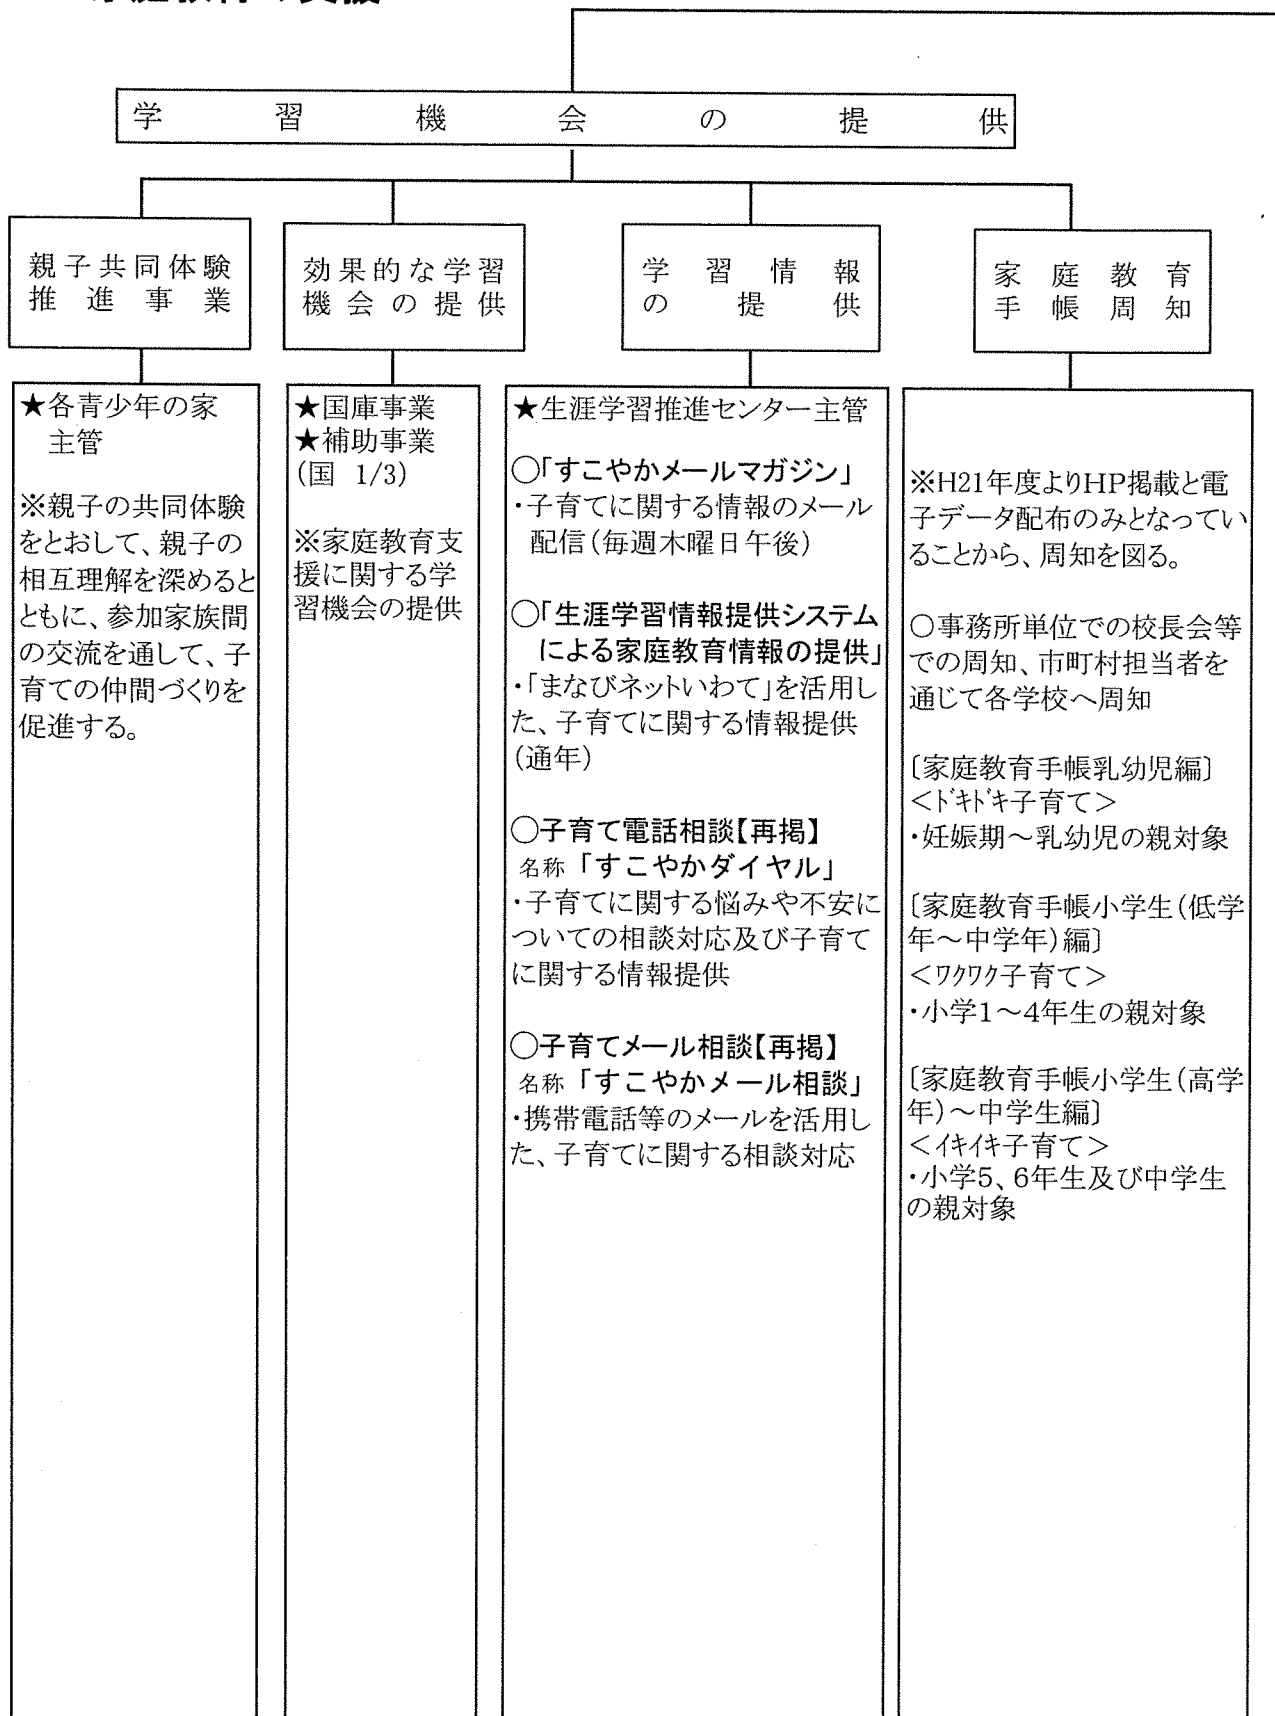 学習機会の提供
親子共同体験
推進事業
効果的な学習
機会の提供
学習情報
の提供
家庭教育
手帳周知
★各青少年の家
主管
※親子の共同体験
をとおして、親子の
相互理解を深めると
ともに、参加家族間
の交流を通して、子
育ての仲間づくりを
促進する。
★国庫事業
★補助事業
(国 1/3)
※家庭教育支
援に関する学
習機会の提供
★生涯学習推進センター主管
○「すこやかメールマガジン」
・子育てに関する情報のメール
配信(毎週木曜日午後)
○「生涯学習情報提供システム
による家庭教育情報の提供」
・「まなびネットいわて」を活用し
た、子育てに関する情報提供
(通年)
○子育て電話相談【再掲】
名称「すこやかダイヤル」
・子育てに関する悩みや不安に
ついての相談対応及び子育て
に関する情報提供
○子育てメール相談【再掲】
名称「すこやかメール相談」
・携帯電話等のメールを活用し
た、子育てに関する相談対応
※H21年度よりHP掲載と電
子データ配布のみとなってい
ることから、周知を図る。
○事務所単位での校長会等
での周知、市町村担当者を
通じて各学校へ周知
〔家庭教育手帳乳幼児編〕
<ﾄﾞｷﾄﾞｷ子育て>
・妊娠期～乳幼児の親対象
〔家庭教育手帳小学生(低学
年～中学年)編〕
<ﾜｸﾜｸ子育て>
・小学1～4年生の親対象
〔家庭教育手帳小学生(高学
年)～中学生編〕
<ｲｷｲｷ子育て>
・小学5、6年生及び中学生
の親対象